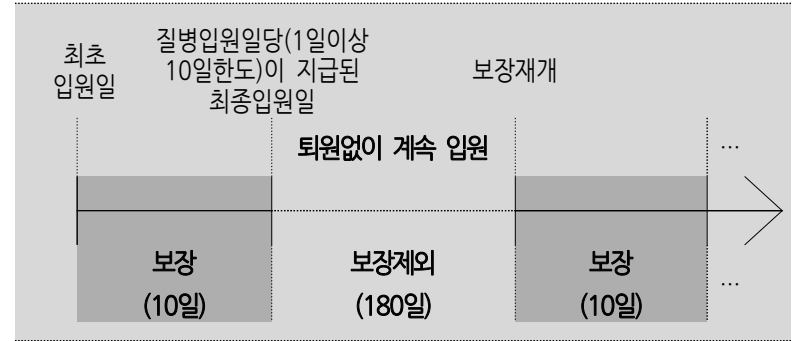 최초
입원일
질병입원일당(1일이상
10일한도)이 지급된
최종입원일
보장재개
퇴원없이 계속 입원
…
보장
(10일)
보장제외
(180일)
보장
(10일)
…